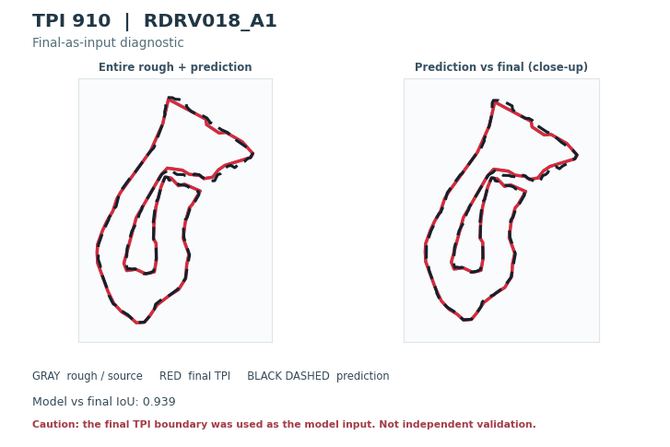 TPI 910 | RDRV018_A1
Final-as-input diagnostic
Entire rough + prediction
Prediction vs final (close-up)
GRAY rough / source RED final TPI BLACK DASHED prediction
Model vs final IoU: 0.939
Caution: the final TPI boundary was used as the model input. Not independent validation.